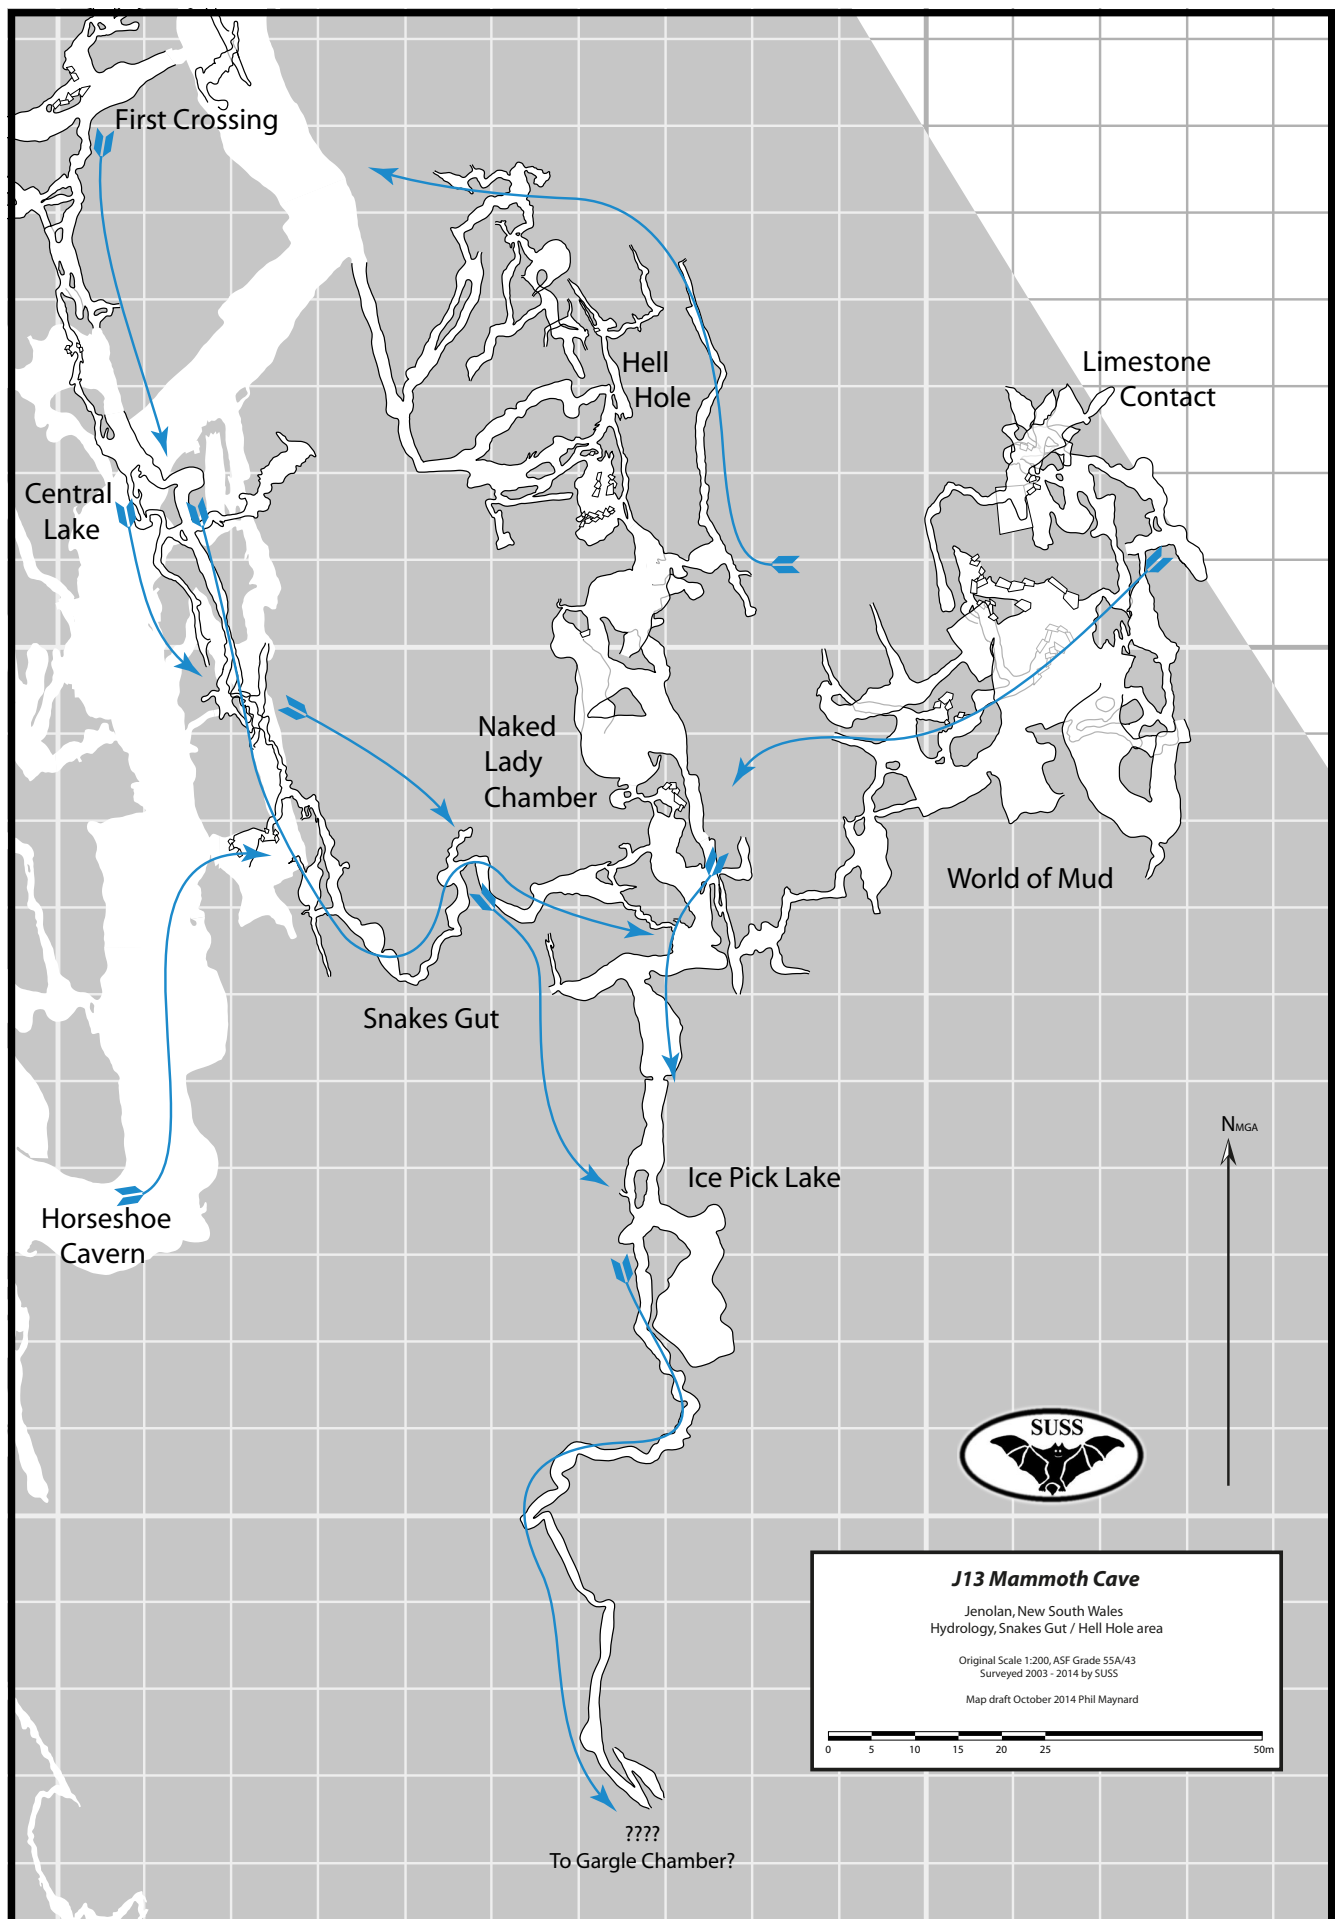 First Crossing
Hell
Hole
Limestone
Contact
Central
Lake
Naked
Lady
Chamber
World of Mud
Snakes Gut
NMGA
Ice Pick Lake
Horseshoe
Cavern
SUSS
J13 Mammoth Cave
Jenolan, New South Wales
Hydrology, Snakes Gut / Hell Hole area
Original Scale 1:200, ASF Grade 55A/43
Surveyed 2003 - 2014 by SUSS
Map draft October 2014 Phil Maynard
0 5 10 15 20 25 50m
????
To Gargle Chamber?